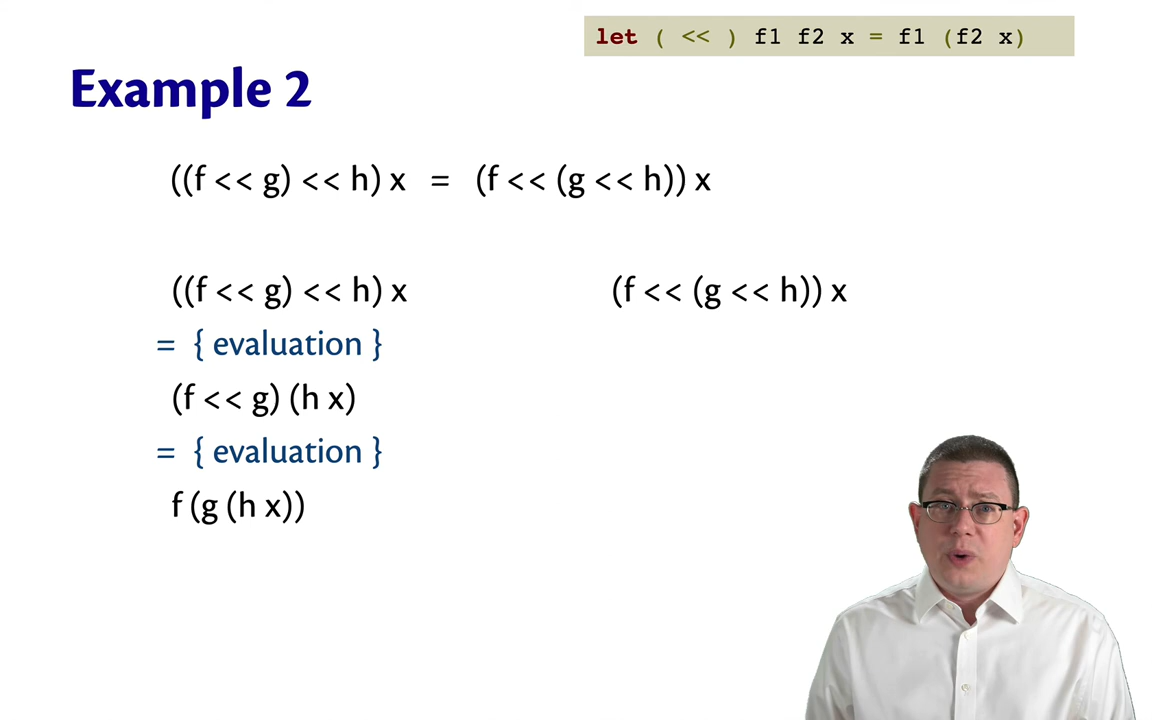 let ( << ) f1 f2 x = f1 (f2 x)
Example 2
((f << g) << h) x = (f << (g << h)) x
((f << g) << h) x
= { evaluation }
(f << g) (h x)
= { evaluation }
f (g (h x))
(f << (g << h)) x